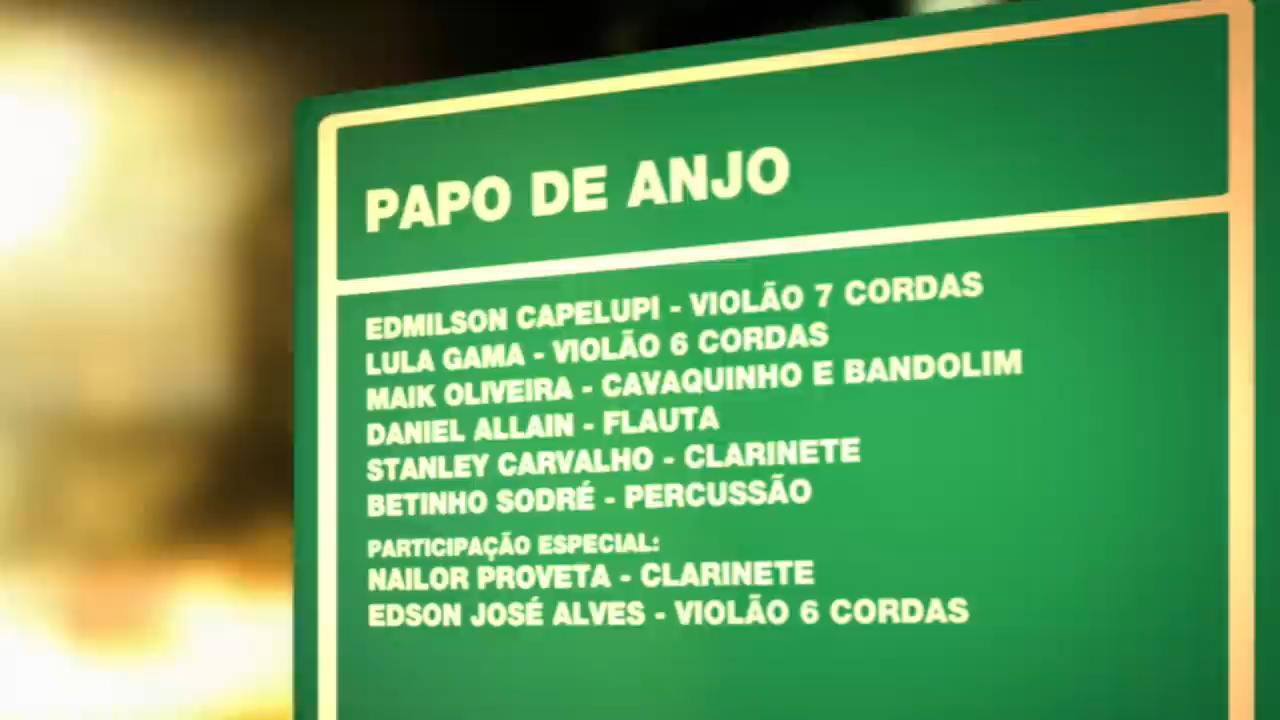 PAPO DE ANJO
EDMILSON CAPELUPI - VIOLÃO 7 CORDAS
LULA GAMA - VIOLÃO 6 CORDAS
MAIK OLIVEIRA - CAVAQUINHO E BANDOLIM
DANIEL ALLAIN - FLAUTA
STANLEY CARVALHO - CLARINETE
BETINHO SODRÉ - PERCUSSÃO
PARTICIPAÇÃO ESPECIAL:
NAILOR PROVETA - CLARINETE
EDSON JOSÉ ALVES - VIOLÃO 6 CORDAS